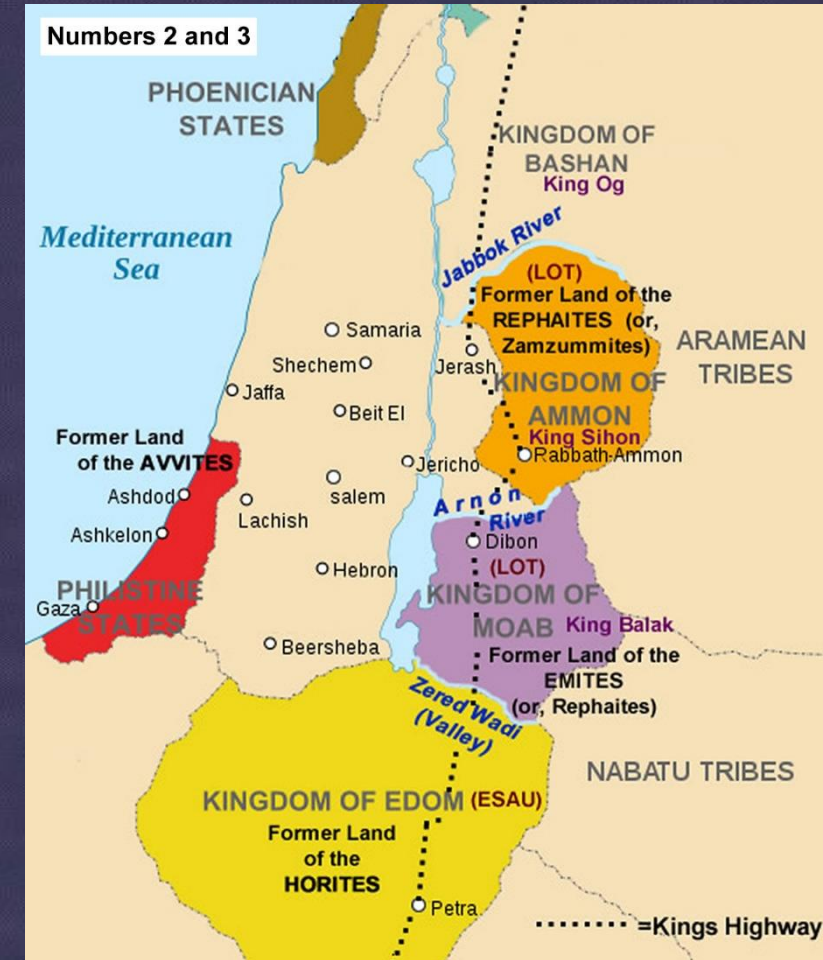 Numbers 2 and 3
PHOENICIAN
STATES
KINGDOM OF
BASHAN
King Og
Mediterranean
Sea
Jabbok River
(LOT)
Former Land of the
REPHAITES (or,
Zamzummites)
ARAMEAN
TRIBES
Samaria
Shechem
Jerash
KINGDOM OF
AMMON
King Sihon
Rabbath-Ammon
Jaffa
Beit El
Former Land
of the AVVITES
Jericho
Ashdod
salem
Lachish
Arnon
River
Ashkelon
Dibon
Hebron
(LOT)
PHILISTINE
STATES
Gaza
KINGDOM OF
MOAB
King Balak
Beersheba
Former Land of the
EMITES
(or, Rephaites)
Zered Wadi
(Valley)
NABATU TRIBES
KINGDOM OF EDOM (ESAU)
Former Land
of the
HORITES
Petra
=Kings Highway